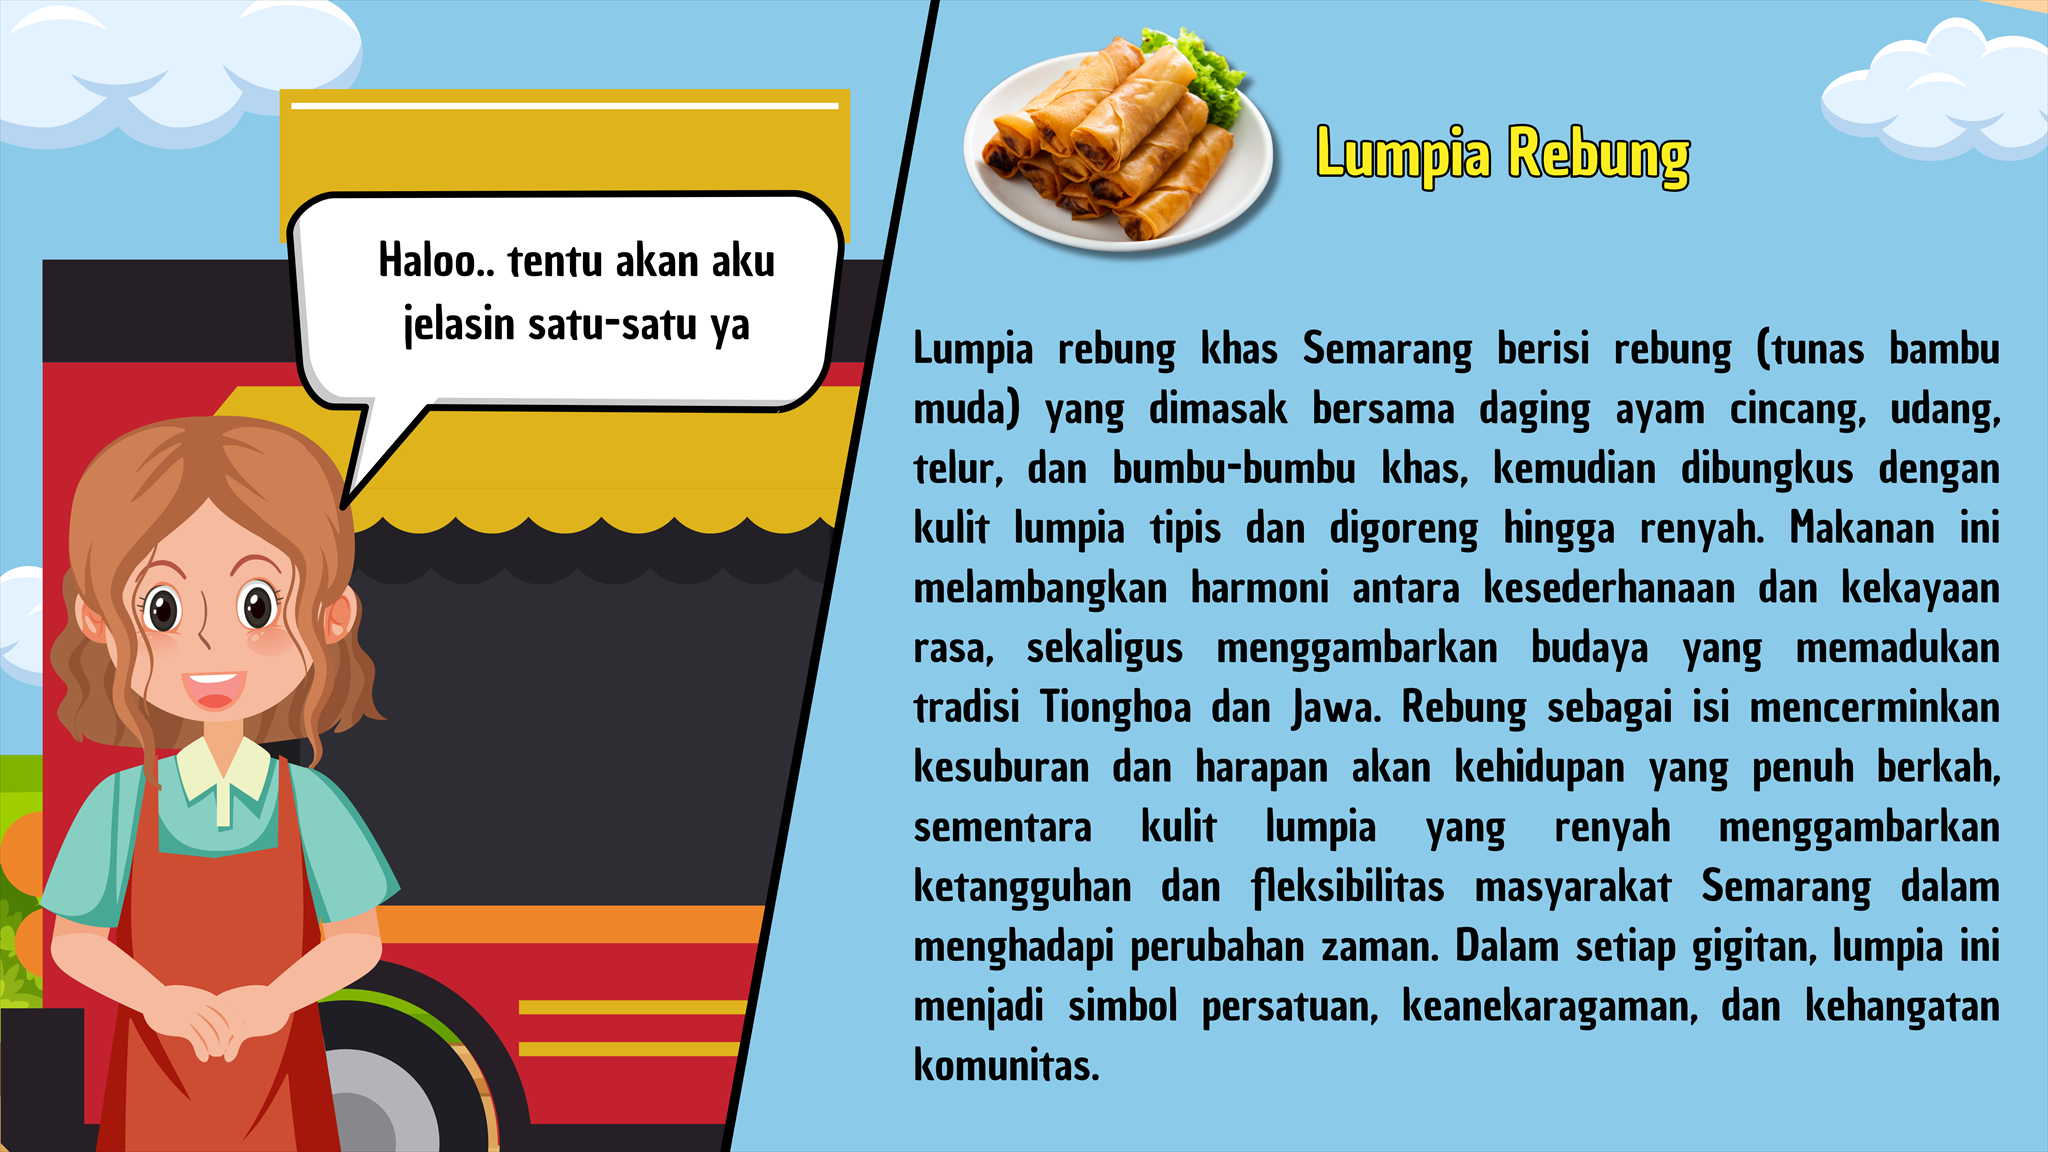 Haloo.. tentu akan aku
jelasin satu-satu ya
Lumpia Rebung
Lumpia rebung khas Semarang berisi rebung (tunas bambu
muda) yang dimasak bersama daging ayam cincang, udang,
telur, dan bumbu-bumbu khas, kemudian dibungkus dengan
kulit lumpia tipis dan digoreng hingga renyah. Makanan ini
melambangkan harmoni antara kesederhanaan dan kekayaan
rasa, sekaligus menggambarkan budaya yang memadukan
tradisi Tionghoa dan Jawa. Rebung sebagai isi mencerminkan
kesuburan dan harapan akan kehidupan yang penuh berkah,
sementara kulit lumpia yang renyah menggambarkan
ketangguhan dan fleksibilitas masyarakat Semarang dalam
menghadapi perubahan zaman. Dalam setiap gigitan, lumpia ini
menjadi simbol persatuan, keanekaragaman, dan kehangatan
komunitas.